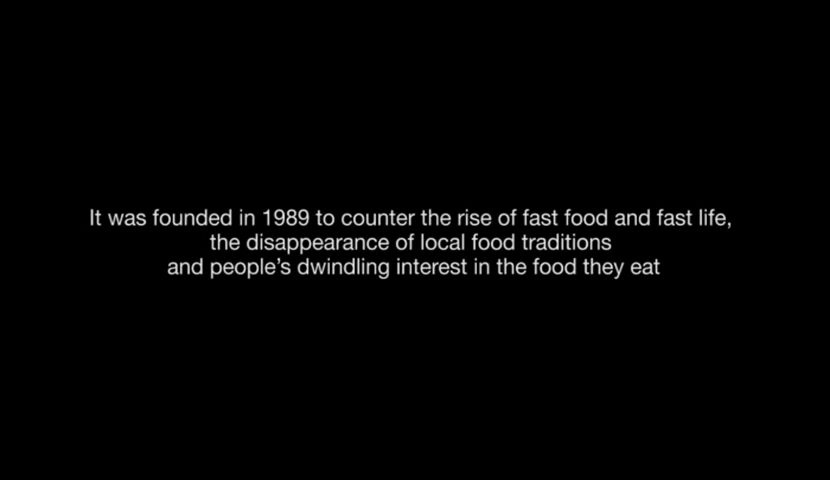 It was founded in 1989 to counter the rise of fast food and fast life,
the disappearance of local food traditions
and people’s dwindling interest in the food they eat